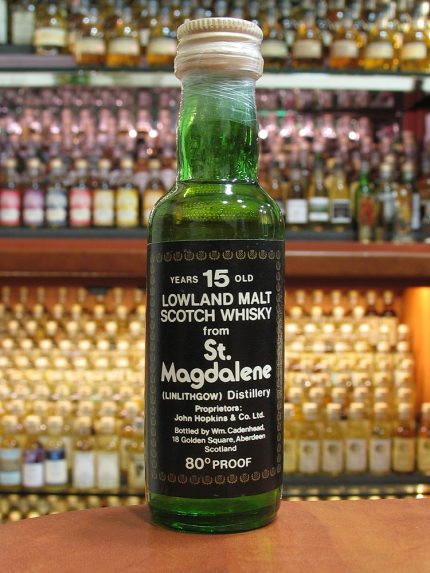 YEARS 15 OLD
LOWLAND MALT
SCOTCH WHISKY
from
St.
Magdalene
(LINLITHGOW) Distillery
Proprietors:
John Hopkins & Co. Ltd.
Bottled by Wm. Cadenhead,
18 Golden Square, Aberdeen
Scotland
80° PROOF